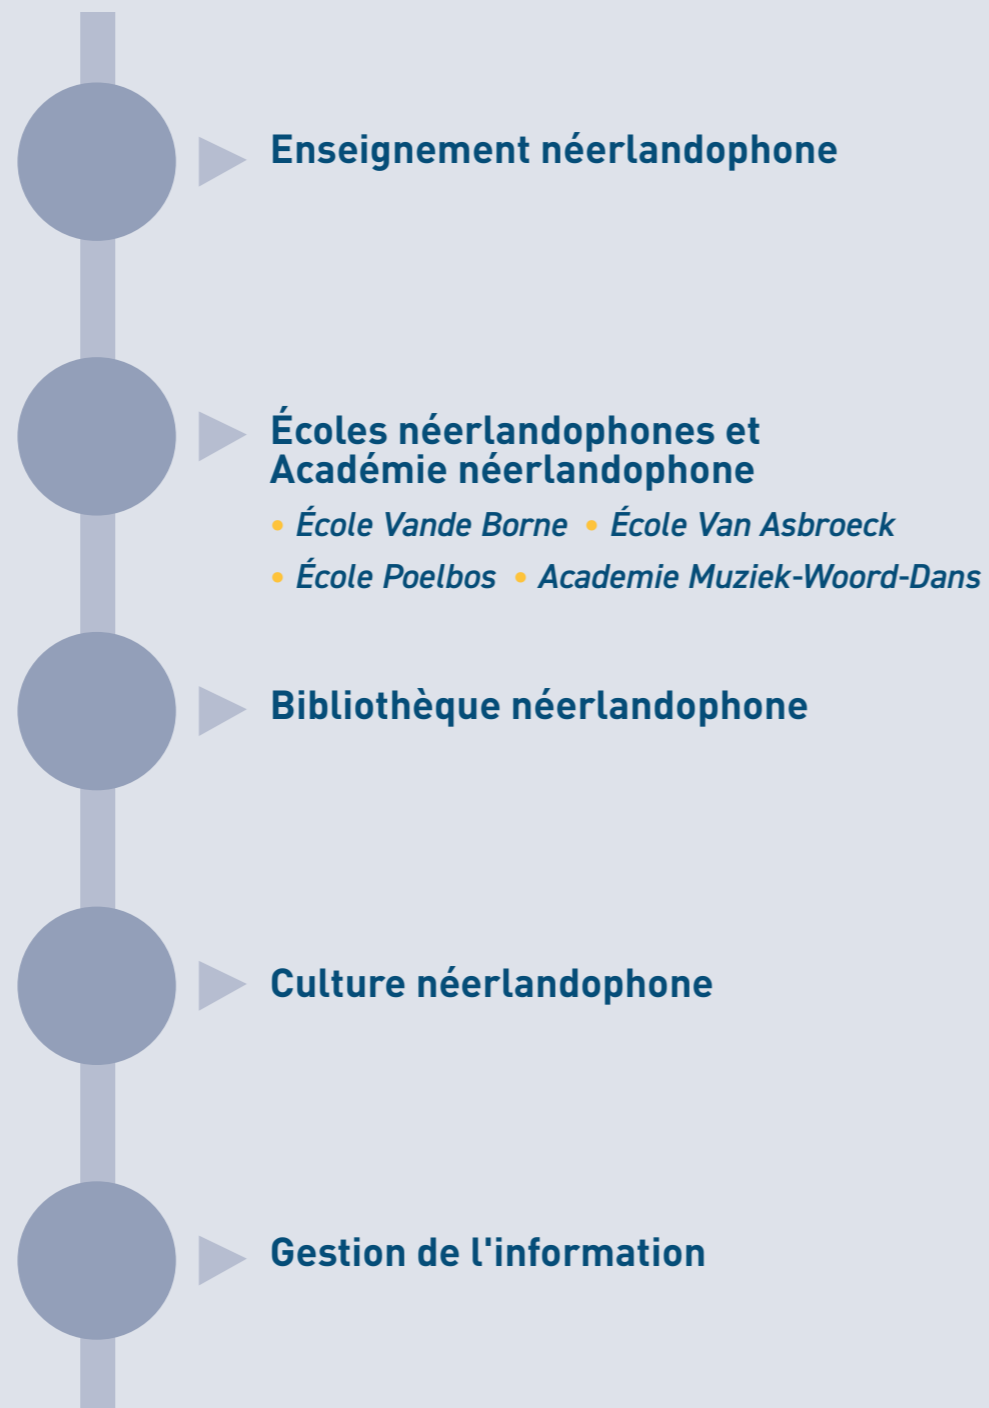 Enseignement néerlandophone
Écoles néerlandophones et
Académie néerlandophone
• École Vande Borne • École Van Asbroeck
• École Poelbos • Academie Muziek-Woord-Dans
Bibliothèque néerlandophone
Culture néerlandophone
Gestion de l'information